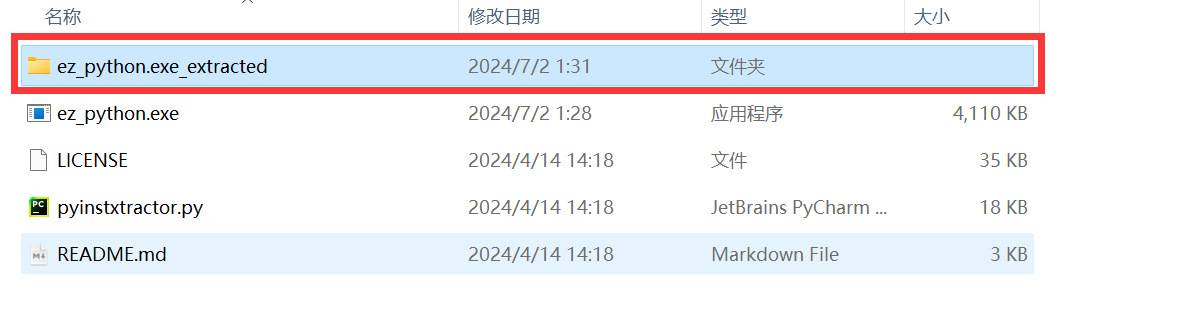 名称 修改日期 类型 大小
ez_python.exe_extracted 2024/7/2 1:31 文件夹
ez_python.exe 2024/7/2 1:28 应用程序 4,110 KB
LICENSE 2024/4/14 14:18 文件 35 KB
pyinstxtractor.py 2024/4/14 14:18 JetBrains PyCharm ... 18 KB
README.md 2024/4/14 14:18 Markdown File 3 KB